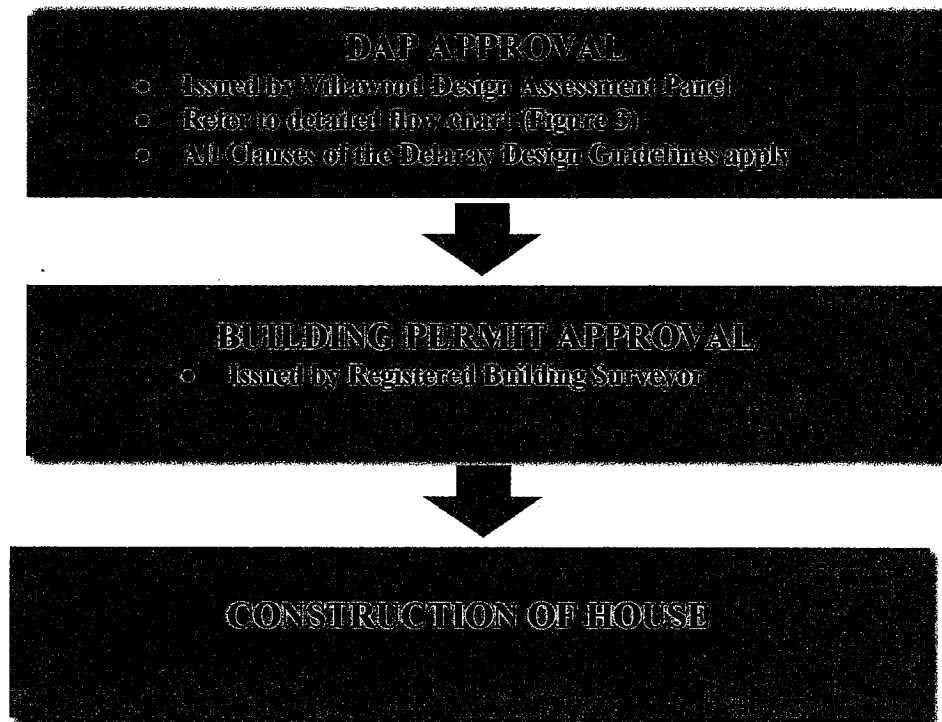 DAP APPROVAL
○ Issued by Villawood Design Assessment Panel
○ Refer to detailed flow chart (Figure 3)
○ All Clauses of the Delaray Design Guidelines apply
BUILDING PERMIT APPROVAL
○ Issued by Registered Building Surveyor
CONSTRUCTION OF HOUSE